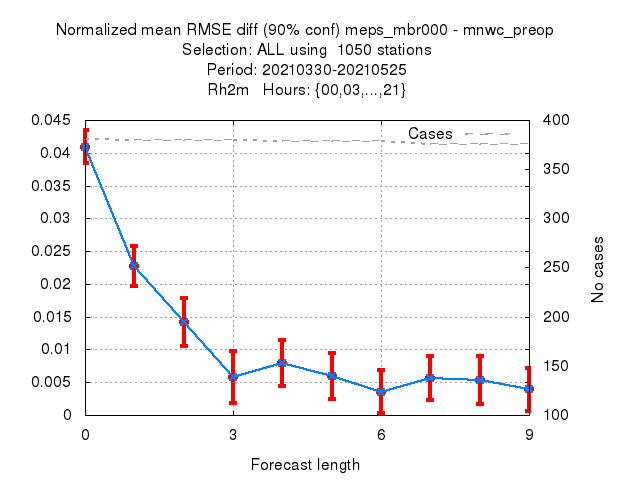 Normalized mean RMSE diff (90% conf) meps_mbr000 - mnwc_preop
Selection: ALL using  1050 stations
Period: 20210330-20210525
Rh2m   Hours: {00,03,...,21}
Cases
0.045
0.04
0.035
0.03
0.025
0.02
0.015
0.01
0.005
0
400
350
300
250
200
150
100
No cases
0 3 6 9
Forecast length